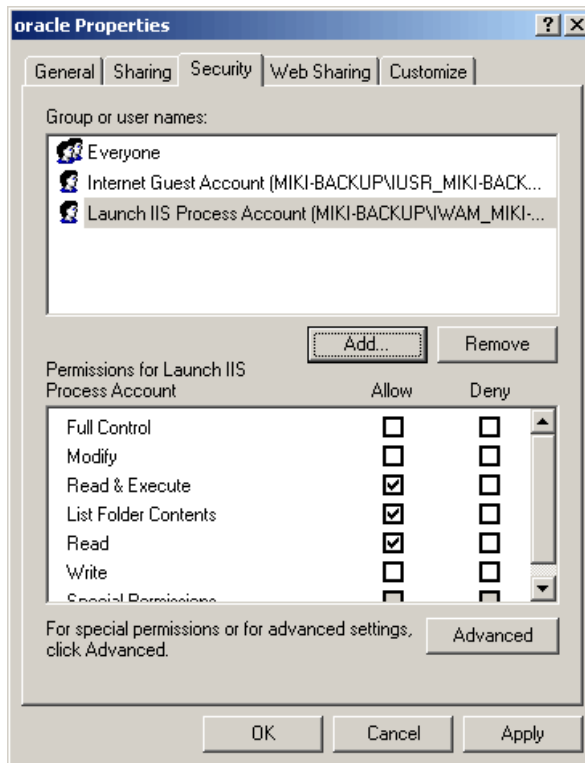 oracle Properties
General Sharing Security Web Sharing Customize
Group or user names:
Everyone
Internet Guest Account (MIKI-BACKUP\IUSR_MIKI-BACK...
Launch IIS Process Account (MIKI-BACKUP\IWAM_MIKI-...
Add... Remove
Permissions for Launch IIS
Process Account Allow Deny
Full Control
Modify
Read & Execute
List Folder Contents
Read
Write
Special Permissions
For special permissions or for advanced settings,
click Advanced.
Advanced
OK Cancel Apply